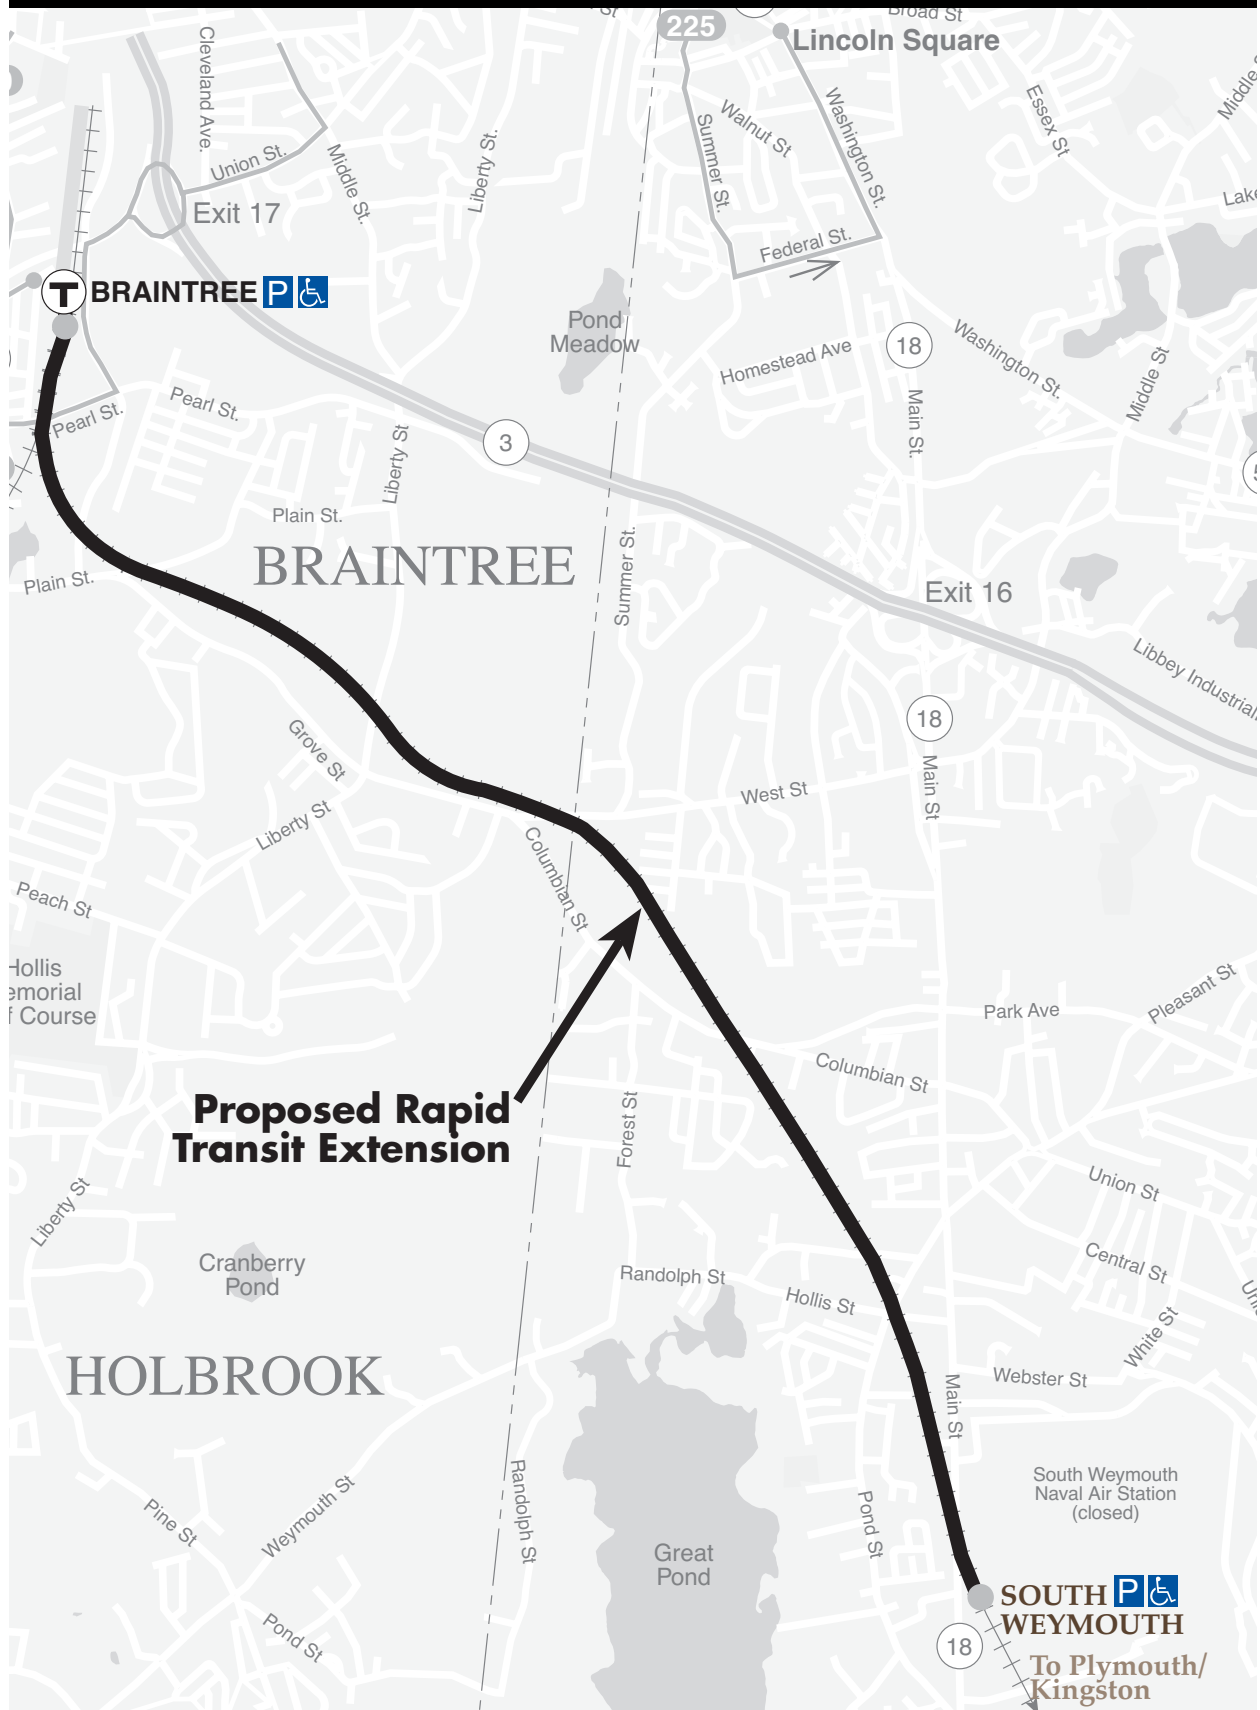 225
Broad St
Lincoln Square
Cleveland Ave.
Union St.
Middle St.
Liberty St.
Exit 17
Summer St.
Walnut St
Washington St.
Essex St
Federal St.
T BRAINTREE P
Pond
Meadow
Homestead Ave
18
Washington St.
Middle St
Pearl St.
Pearl St.
Main St.
3
Liberty St
Plain St.
BRAINTREE
Plain St.
Summer St.
Exit 16
Libbey Industrial
18
Main St
Grove St
West St
Liberty St
Columbian St
Peach St
Hollis
emorial
f Course
Pleasant St
Park Ave
Columbian St
Proposed Rapid
Transit Extension
Forest St
Union St
Liberty St
Central St
Cranberry
Pond
Randolph St
Hollis St
White St
HOLBROOK
Webster St
Main St
South Weymouth
Naval Air Station
(closed)
Randolph St
Weymouth St
Pine St
Pond St
Great
Pond
SOUTH P
WEYMOUTH
Pond St
18
To Plymouth/
Kingston